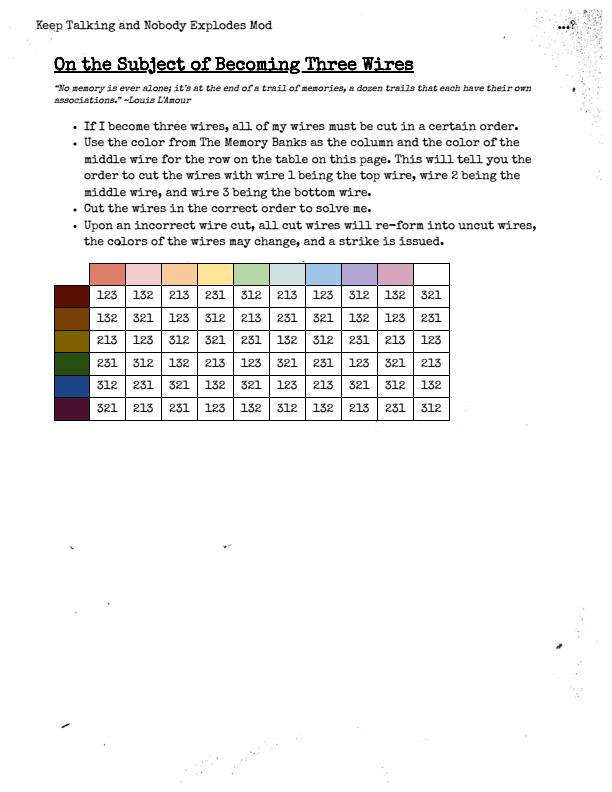 Keep Talking and Nobody Explodes Mod
...?
On the Subject of Becoming Three Wires
"No memory is ever alone; it's at the end of a trail of memories, a dozen trails that each have their own
associations." ~Louis L'Amour
• If I become three wires, all of my wires must be cut in a certain order.
• Use the color from The Memory Banks as the column and the color of the
middle wire for the row on the table on this page. This will tell you the
order to cut the wires with wire 1 being the top wire, wire 2 being the
middle wire, and wire 3 being the bottom wire.
• Cut the wires in the correct order to solve me.
• Upon an incorrect wire cut, all cut wires will re-form into uncut wires,
the colors of the wires may change, and a strike is issued.
123 132 213 231 312 213 123 312 132 321
132 321 123 312 213 231 321 132 123 231
213 123 312 321 231 132 312 231 213 123
231 312 132 213 123 321 231 123 321 213
312 231 321 132 321 123 213 321 312 132
321 213 231 123 132 312 132 213 231 312